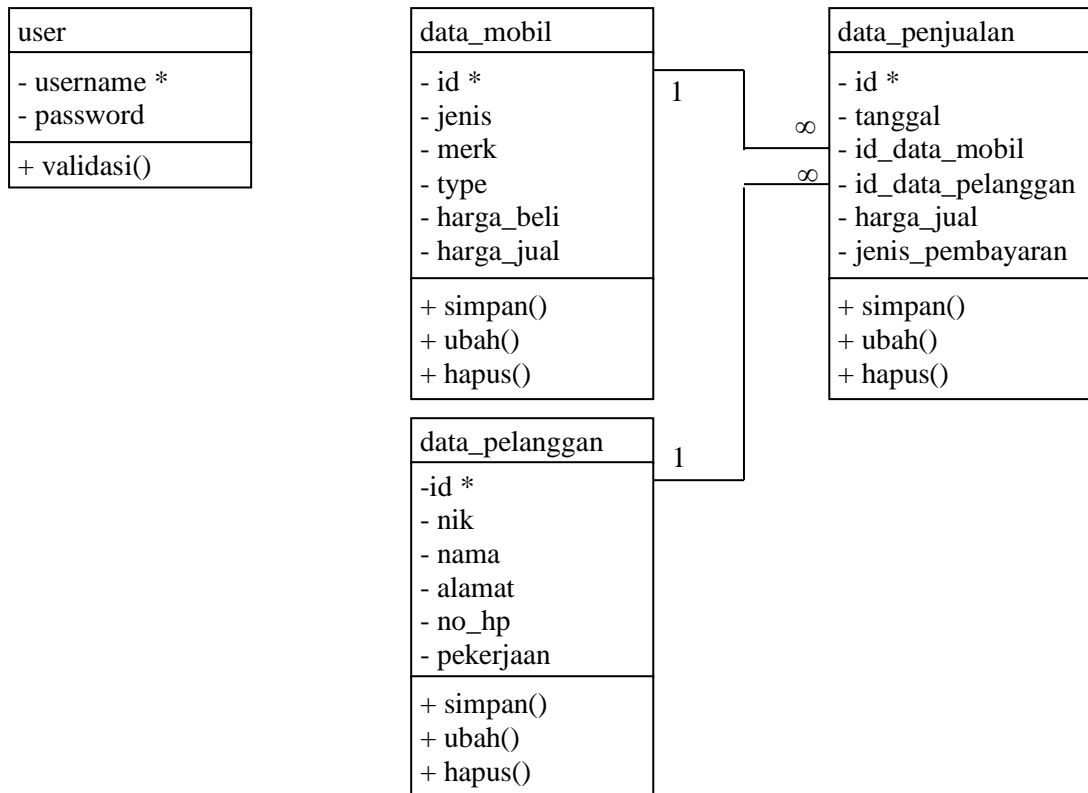 user
- username *
- password
+ validasi()
data_mobil
- id *
- jenis
- merk
- type
- harga_beli
- harga_jual
+ simpan()
+ ubah()
+ hapus()
1
∞
∞
data_penjualan
- id *
- tanggal
- id_data_mobil
- id_data_pelanggan
- harga_jual
- jenis_pembayaran
+ simpan()
+ ubah()
+ hapus()
data_pelanggan
-id *
- nik
- nama
- alamat
- no_hp
- pekerjaan
+ simpan()
+ ubah()
+ hapus()
1